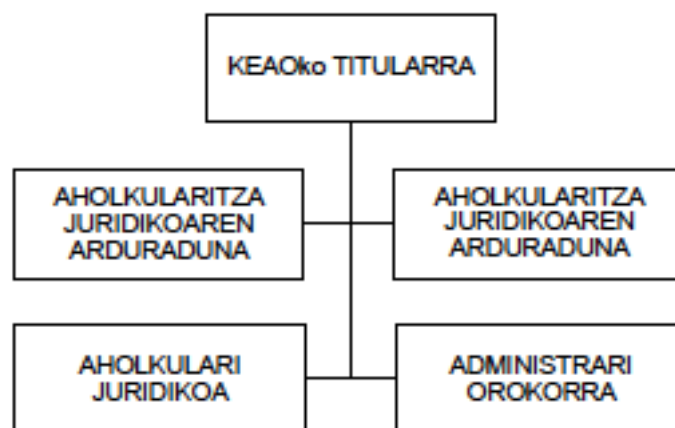 KEAOko TITULARRA
AHOLKULARITZA
JURIDIKOAREN
ARDURADUNA
AHOLKULARITZA
JURIDIKOAREN
ARDURADUNA
AHOLKULARI
JURIDIKOA
ADMINISTRARI
OROKORRA